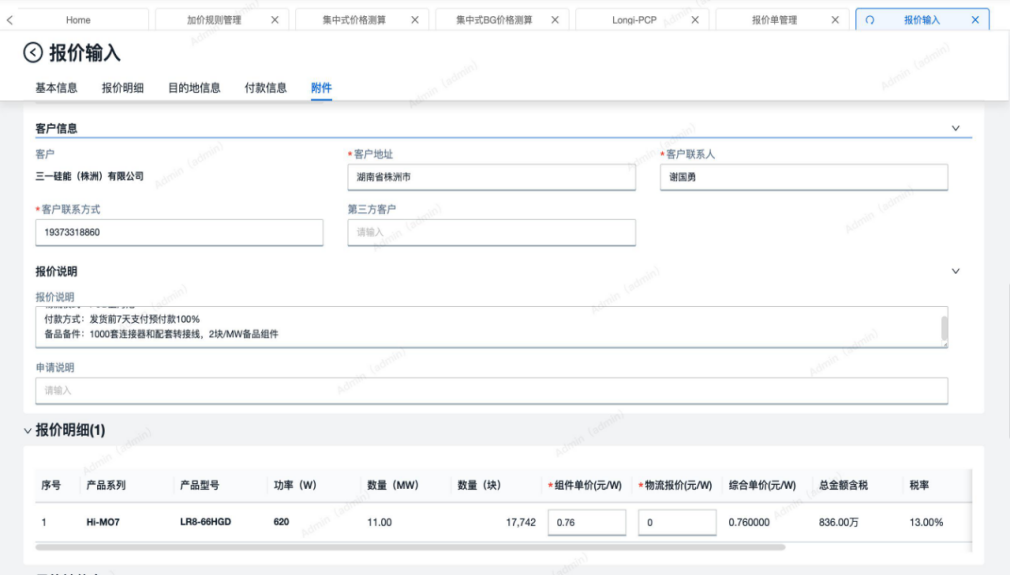 Home
加价规则管理
集中式价格测算
集中式BG价格测算
Longi-PCP
报价单管理
报价输入
报价输入
基本信息 报价明细 目的地信息 付款信息 附件
客户信息
客户 *客户地址 *客户联系人
三一硅能（株洲）有限公司 湖南省株洲市 谢国勇
*客户联系方式 第三方客户
19373318860 请输入
报价说明
报价说明
付款方式：发货前7天支付预付款100%
备品备件：1000套连接器和配套转接线，2块/MW备品组件
申请说明
请输入
报价明细(1)
序号 产品系列 产品型号 功率（W） 数量（MW） 数量（块） *组件单价(元/W) *物流报价(元/W) 综合单价(元/W) 总金额含税 税率
1 Hi-MO7 LR8-66HGD 620 11.00 17,742 0.76 0 0.760000 836.00万 13.00%
Admin (admin)